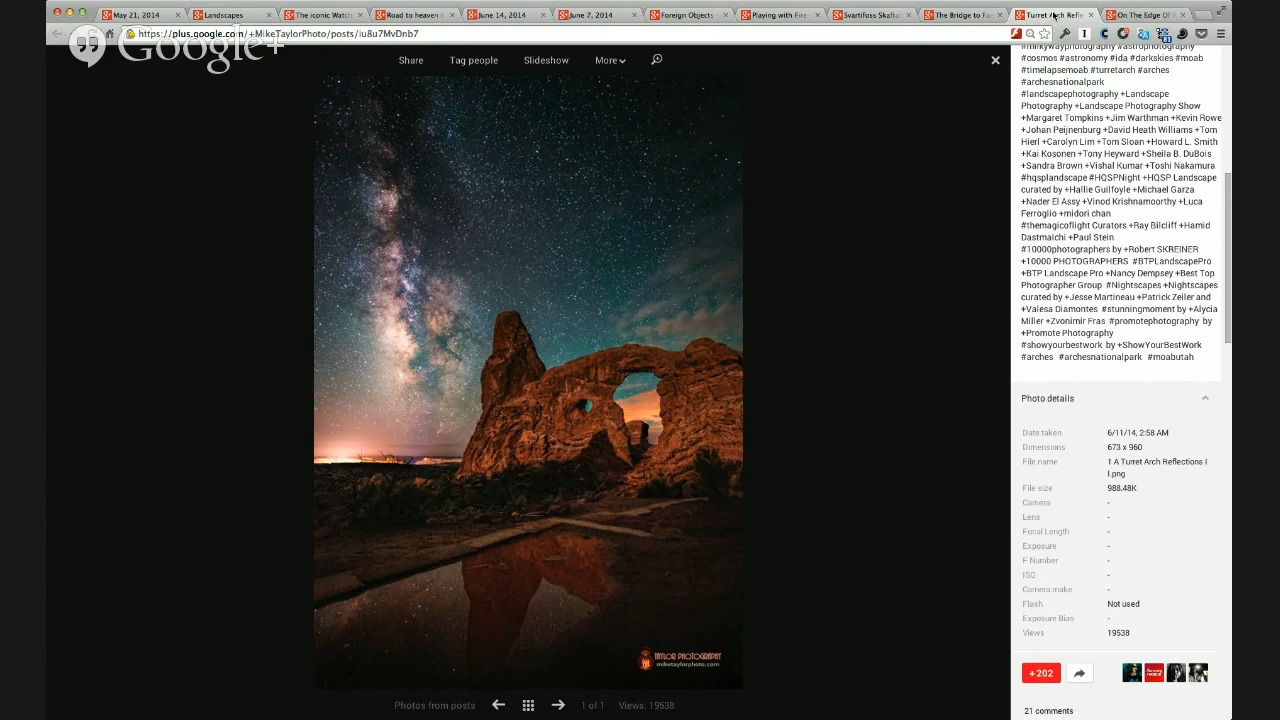 May 21, 2014
Landscapes
The iconic Watch
Road to heaven
June 14, 2014
June 7, 2014
Foreign Objects
Playing with Fire
Svartifoss Skaftaf
The Bridge to Fa
Turret Arch Refle
On The Edge Of
https://plus.google.com/+MikeTaylorPhoto/posts/iu8u7MvDnb7
Google+
Share
Tag people
Slideshow
More
#milkywayphotography #astrophotography
#cosmos #astronomy #ida #darkskies #moab
#timelapsemoab #turretarch #arches
#archesnationalpark
#landscapephotography +Landscape
Photography +Landscape Photography Show
+Margaret Tompkins +Jim Warthman +Kevin Rowe
+Johan Peijnenburg +David Heath Williams +Tom
Hierl +Carolyn Lim +Tom Sloan +Howard L. Smith
+Kai Kosonen +Tony Heyward +Sheila B. DuBois
+Sandra Brown +Vishal Kumar +Toshi Nakamura
#hqsplandscape #HQSPNight +HQSP Landscape
curated by +Hallie Guilfoyle +Michael Garza
+Nader El Assy +Vinod Krishnamoorthy +Luca
Ferroglio +midori chan
#themagicoflight Curators +Ray Bilcliff +Hamid
Dastmalchi +Paul Stein
#10000photographers by +Robert SKREINER
+10000 PHOTOGRAPHERS #BTPLandscapePro
+BTP Landscape Pro +Nancy Dempsey +Best Top
Photographer Group #Nightscapes +Nightscapes
curated by +Jesse Martineau +Patrick Zeiler and
+Valesa Diamontes #stunningmoment by +Alycia
Miller +Zvonimir Fras #promotephotography by
+Promote Photography
#showyourbestwork by +ShowYourBestWork
#arches #archesnationalpark #moabutah
Photo details
Date taken 6/11/14, 2:58 AM
Dimensions 673 x 960
File name 1 A Turret Arch Reflections I
I.png
File size 988.48K
Camera -
Lens -
Focal Length -
Exposure -
F Number -
ISO -
Camera make -
Flash Not used
Exposure Bias -
Views 19538
+202
21 comments
TAYLOR PHOTOGRAPHY
miketaylorphoto.com
Photos from posts
1 of 1
Views: 19538